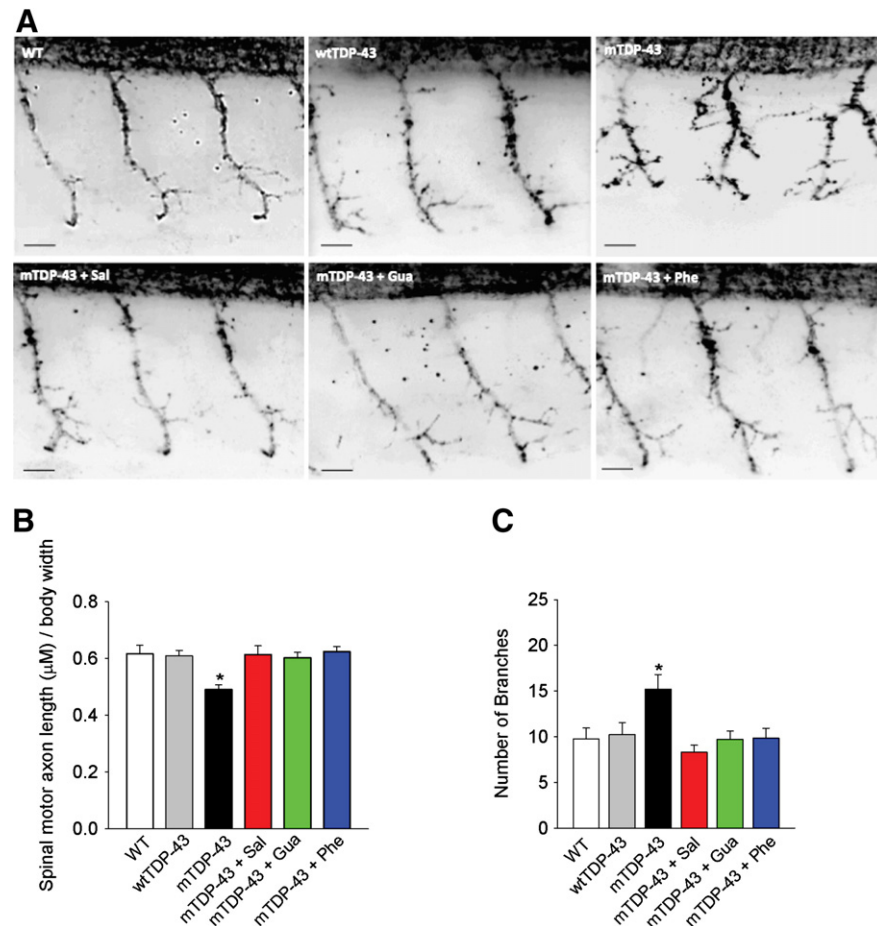 A
WT
wtTDP-43
mTDP-43
mTDP-43 + Sal
mTDP-43 + Gua
mTDP-43 + Phe
B
Spinal motor axon length (μM) / body width
0.8
0.6
0.4
0.2
0.0
*
WT
wtTDP-43
mTDP-43
mTDP-43 + Sal
mTDP-43 + Gua
mTDP-43 + Phe
C
Number of Branches
25
20
15
10
5
0
*
WT
wtTDP-43
mTDP-43
mTDP-43 + Sal
mTDP-43 + Gua
mTDP-43 + Phe